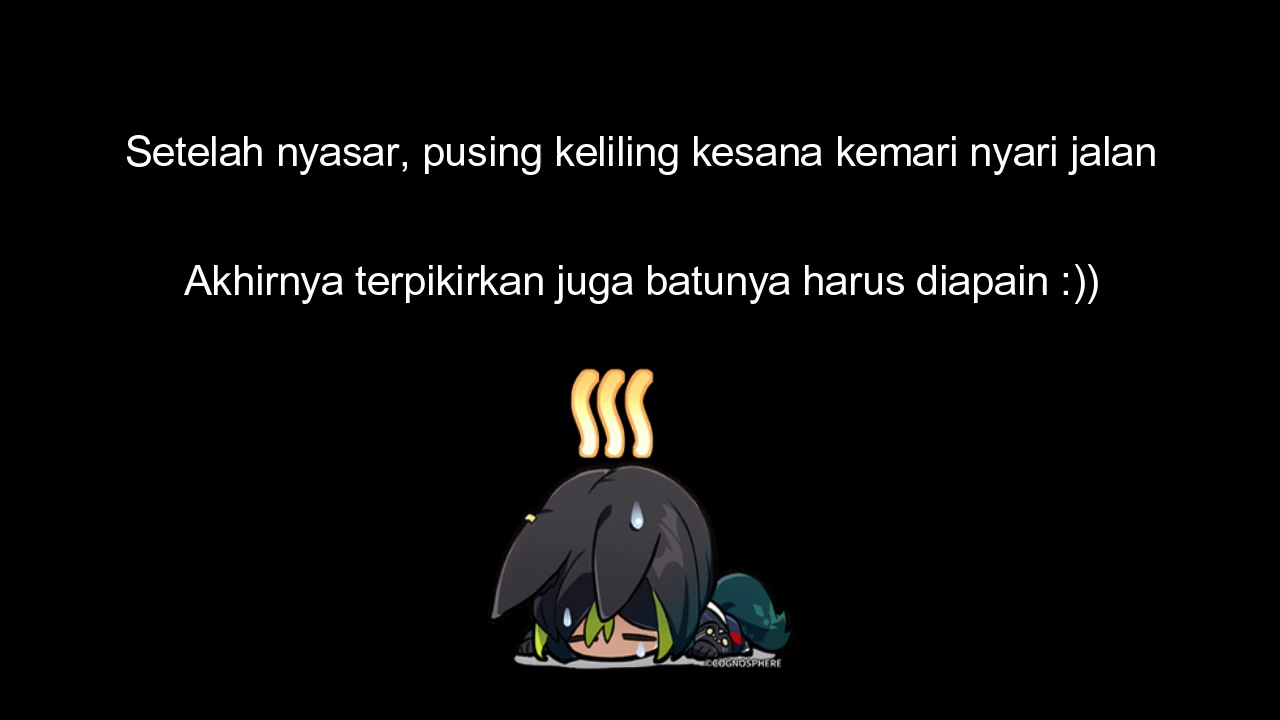 Setelah nyasar, pusing keliling kesana kemari nyari jalan
Akhirnya terpikirkan juga batunya harus diapain :))
©COGNOSPHERE